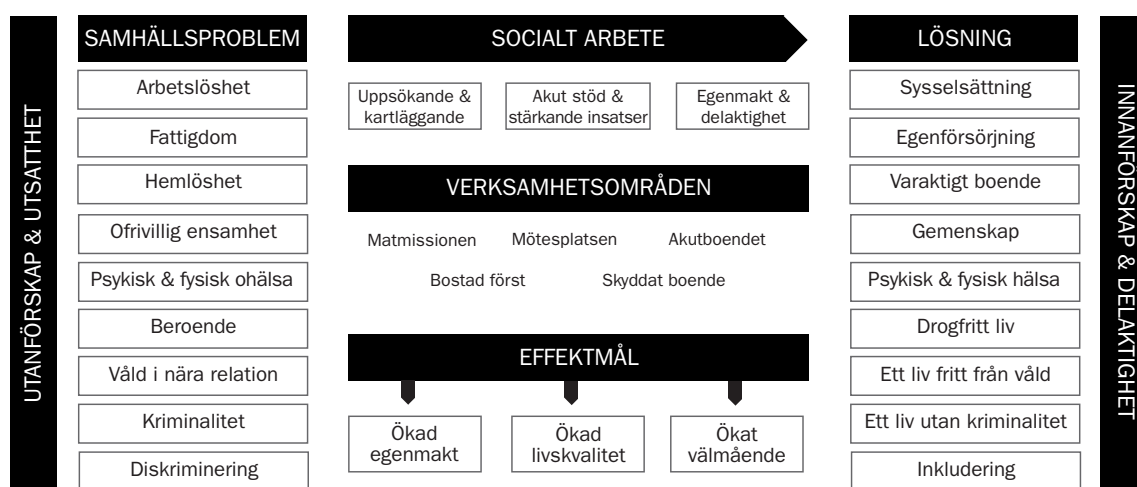 UTANFÖRSKAP & UTSATTHET
SAMHÄLLSPROBLEM
Arbetslöshet
Fattigdom
Hemlöshet
Ofrivillig ensamhet
Psykisk & fysisk ohälsa
Beroende
Våld i nära relation
Kriminalitet
Diskriminering
SOCIALT ARBETE
Uppsökande &
kartläggande
Akut stöd &
stärkande insatser
Egenmakt &
delaktighet
VERKSAMHETSOMRÅDEN
Matmissionen
Mötesplatsen
Akutboendet
Bostad först
Skyddat boende
EFFEKTMÅL
Ökad
egenmakt
Ökad
livskvalitet
Ökat
välmående
LÖSNING
Sysselsättning
Egenförsörjning
Varaktigt boende
Gemenskap
Psykisk & fysisk hälsa
Drogfritt liv
Ett liv fritt från våld
Ett liv utan kriminalitet
Inkludering
INNANFÖRSKAP & DELAKTIGHET